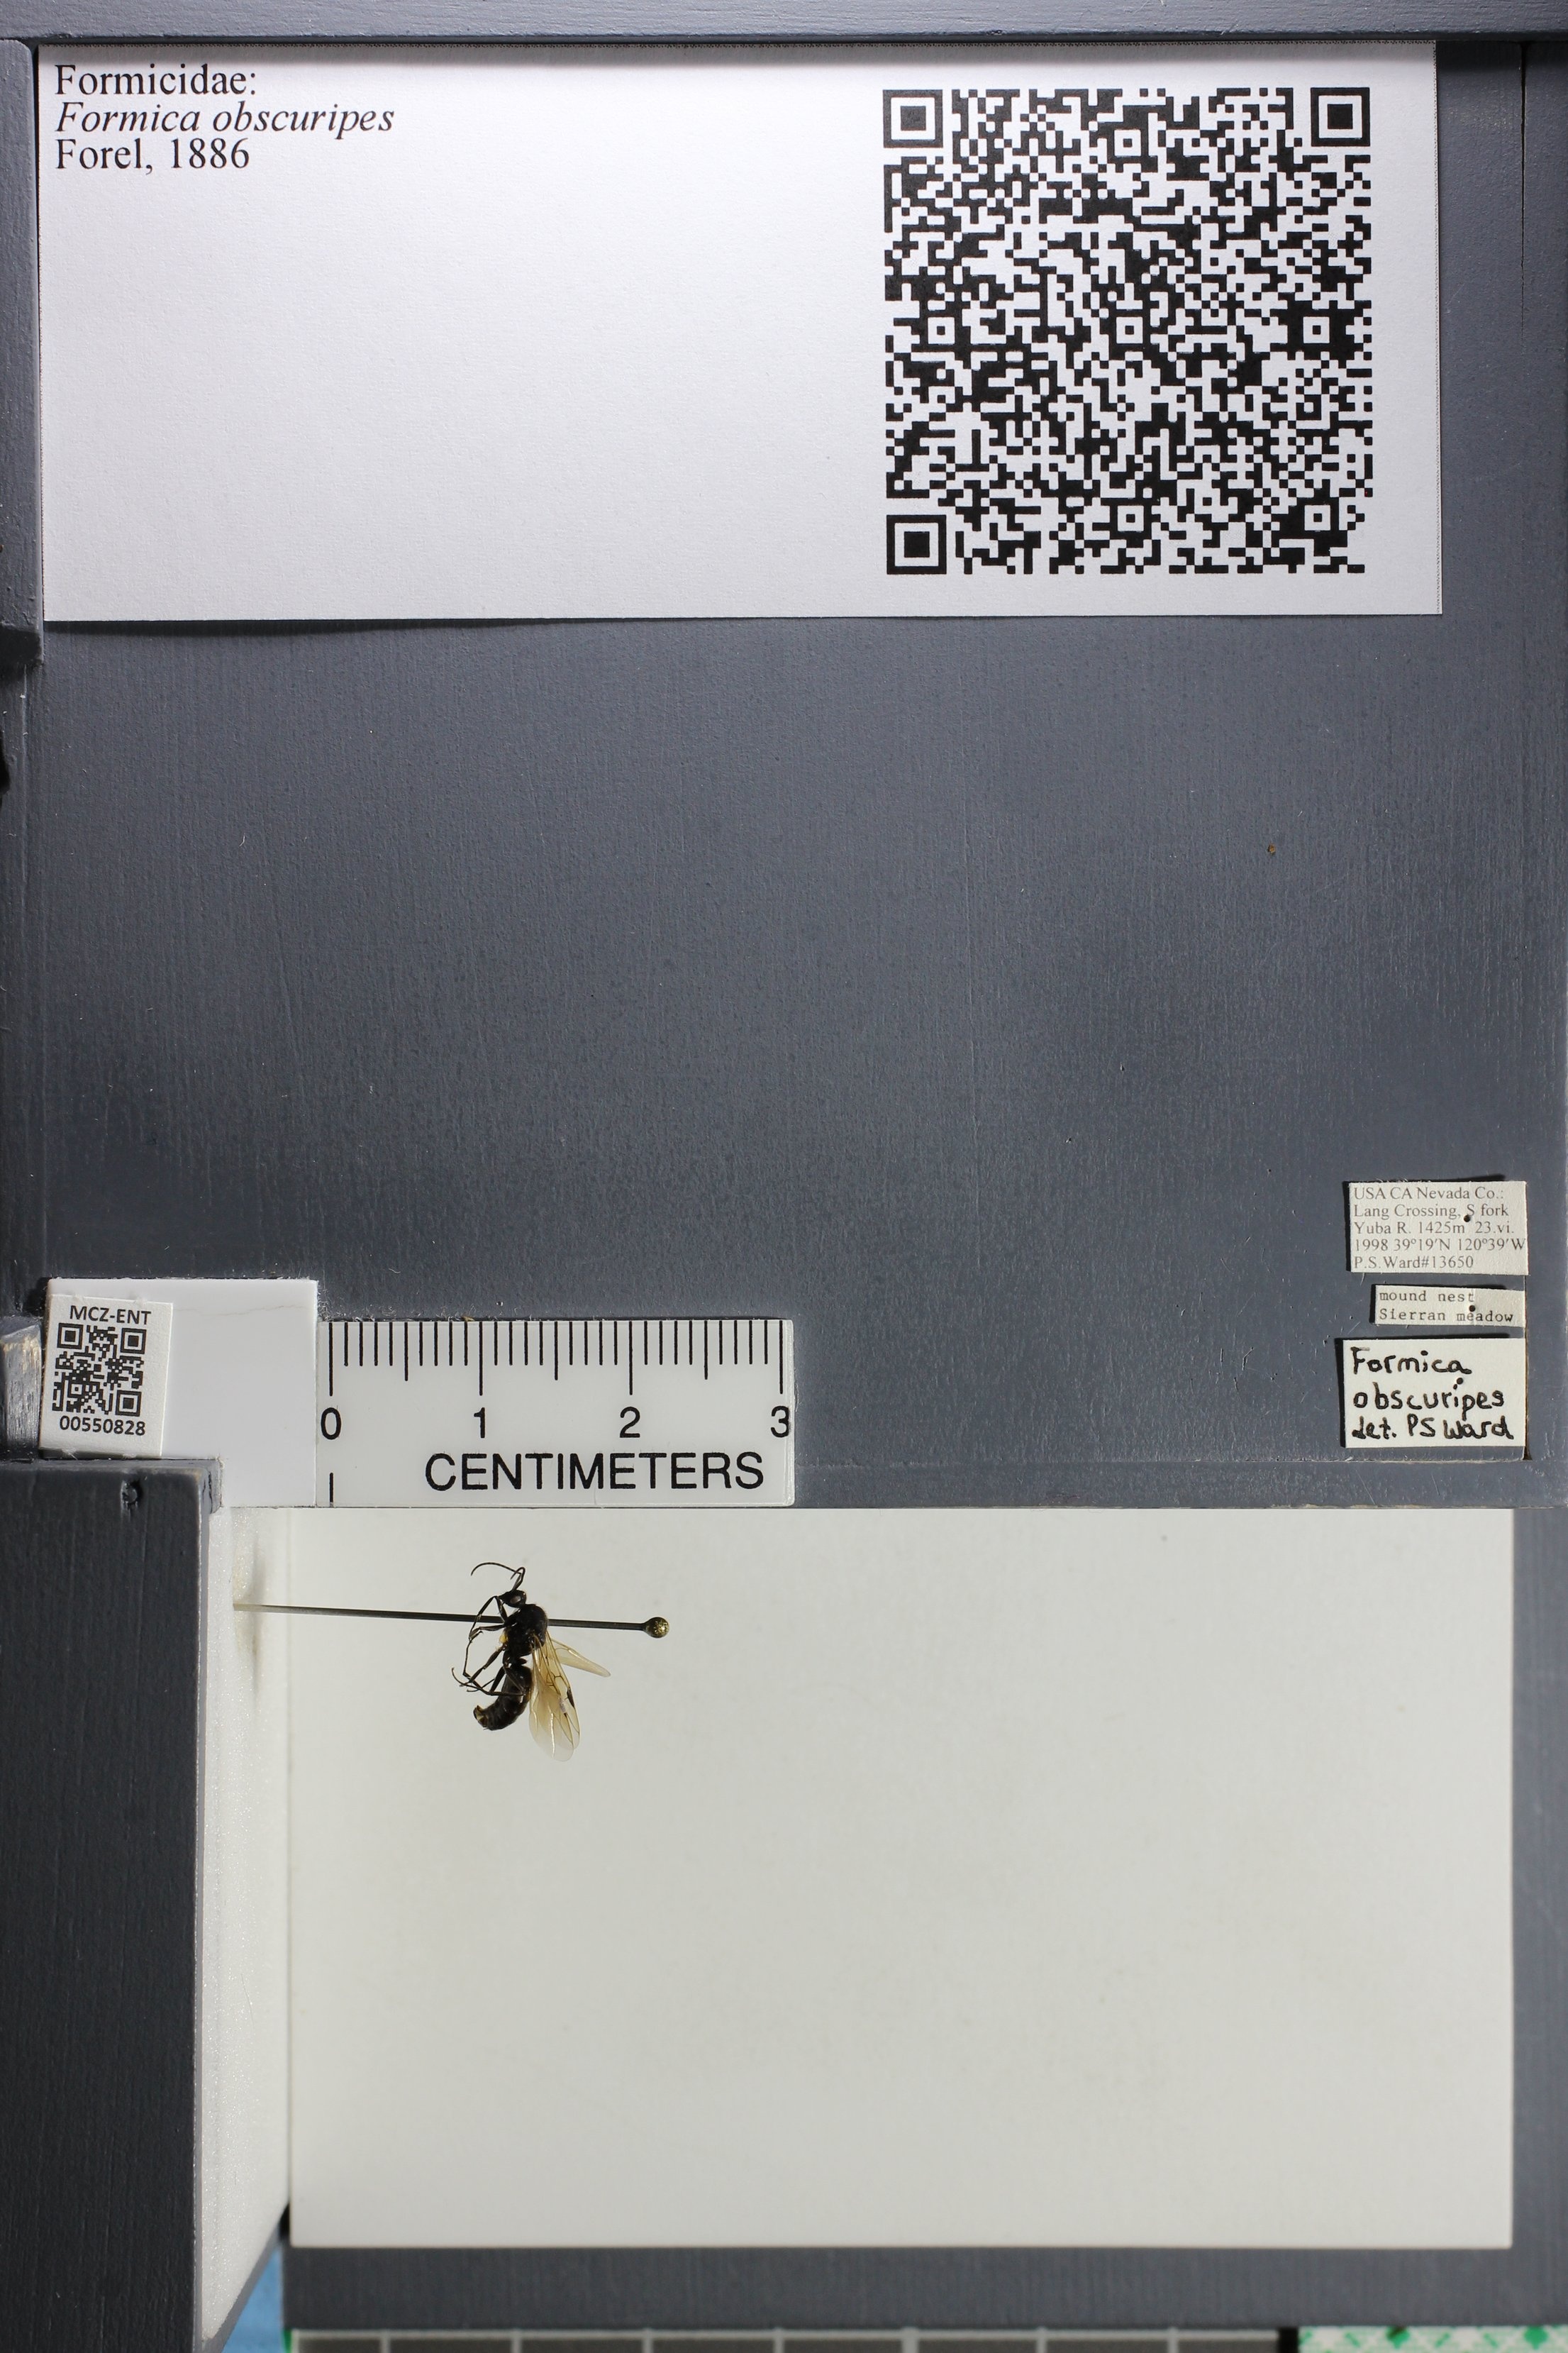 Formicidae:
Formica obscuripes
Forel, 1886
USA CA Nevada Co.:
Lang Crossing, S fork
Yuba R. 1425m 23.vi.
1998 39°19'N 120°39'W
P.S.Ward#13650
mound nest
Sierran meadow
Formica
obscuripes
det. PS Ward
MCZ-ENT
00550828
0 1 2 3
CENTIMETERS